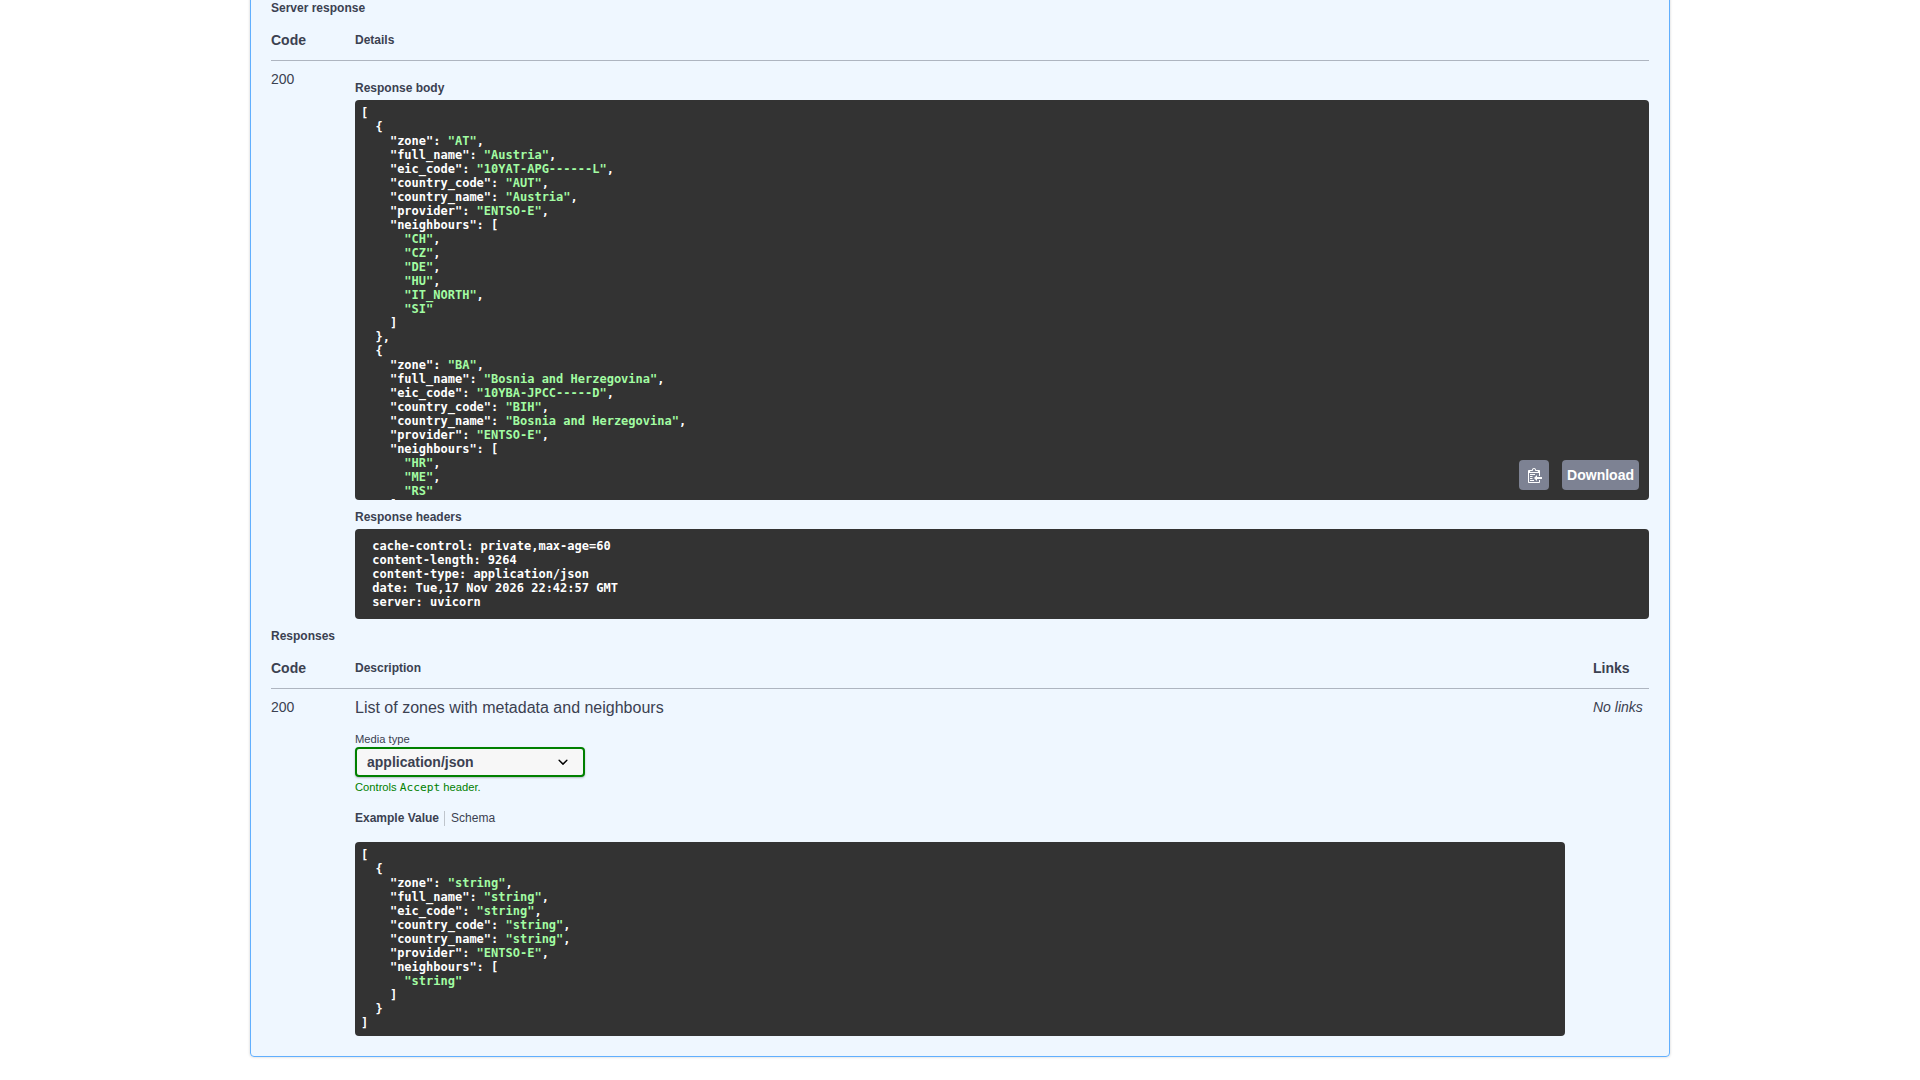 Server response
Code Details
200
Response body
[
  {
    "zone": "AT",
    "full_name": "Austria",
    "eic_code": "10YAT-APG------L",
    "country_code": "AUT",
    "country_name": "Austria",
    "provider": "ENTSO-E",
    "neighbours": [
      "CH",
      "CZ",
      "DE",
      "HU",
      "IT_NORTH",
      "SI"
    ]
  },
  {
    "zone": "BA",
    "full_name": "Bosnia and Herzegovina",
    "eic_code": "10YBA-JPCC-----D",
    "country_code": "BIH",
    "country_name": "Bosnia and Herzegovina",
    "provider": "ENTSO-E",
    "neighbours": [
      "HR",
      "ME",
      "RS"
Download
Response headers
cache-control: private,max-age=60
content-length: 9264
content-type: application/json
date: Tue,17 Nov 2026 22:42:57 GMT
server: uvicorn
Responses
Code Description Links
200 List of zones with metadata and neighbours No links
Media type
application/json
Controls Accept header.
Example Value Schema
[
  {
    "zone": "string",
    "full_name": "string",
    "eic_code": "string",
    "country_code": "string",
    "country_name": "string",
    "provider": "ENTSO-E",
    "neighbours": [
      "string"
    ]
  }
]